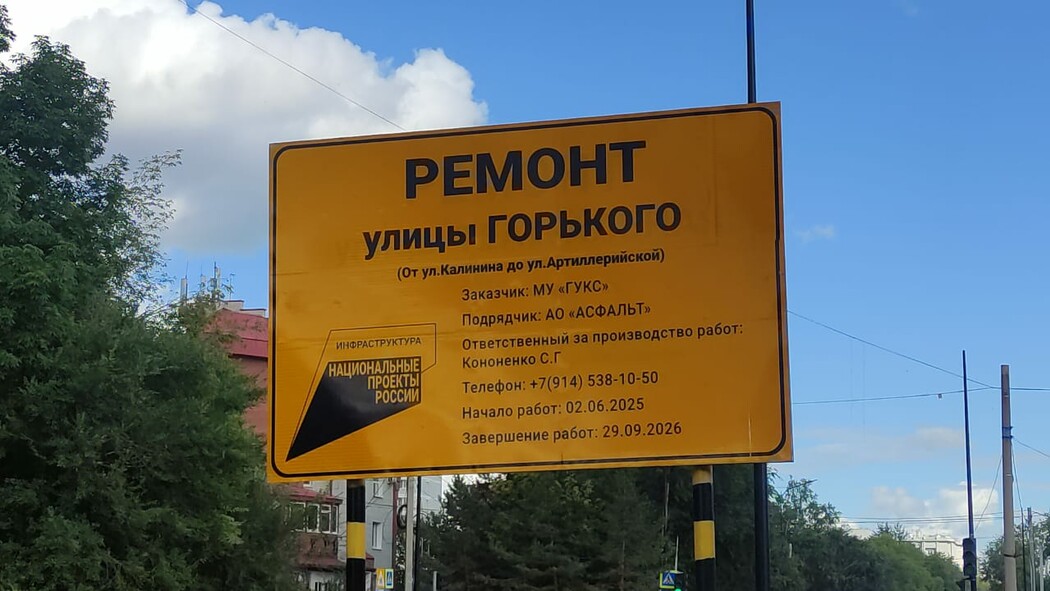 РЕМОНТ
улицы ГОРЬКОГО
(От ул.Калинина до ул.Артиллерийской)
Заказчик: МУ «ГУКС»
Подрядчик: АО «АСФАЛЬТ»
Ответственный за производство работ:
Кононенко С.Г
Телефон: +7(914) 538-10-50
Начало работ: 02.06.2025
Завершение работ: 29.09.2026
ИНФРАСТРУКТУРА
НАЦИОНАЛЬНЫЕ
ПРОЕКТЫ
РОССИИ